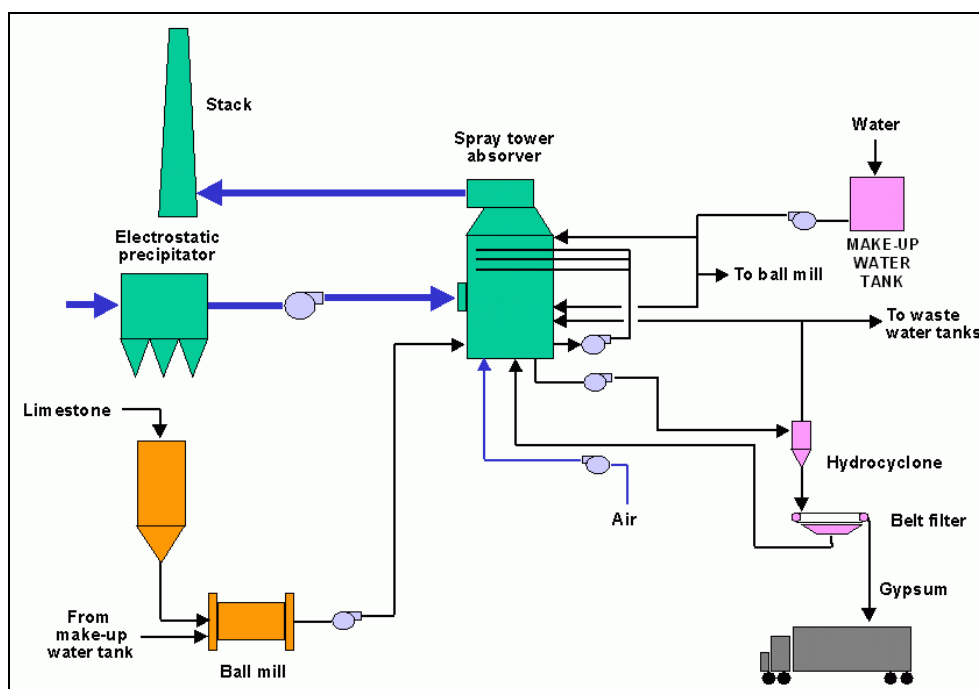 Stack
Spray tower
absorver
Water
Electrostatic
precipitator
MAKE-UP
WATER
TANK
To ball mill
To waste
water tanks
Limestone
Hydrocyclone
Air
Belt filter
Gypsum
From
make-up
water tank
Ball mill